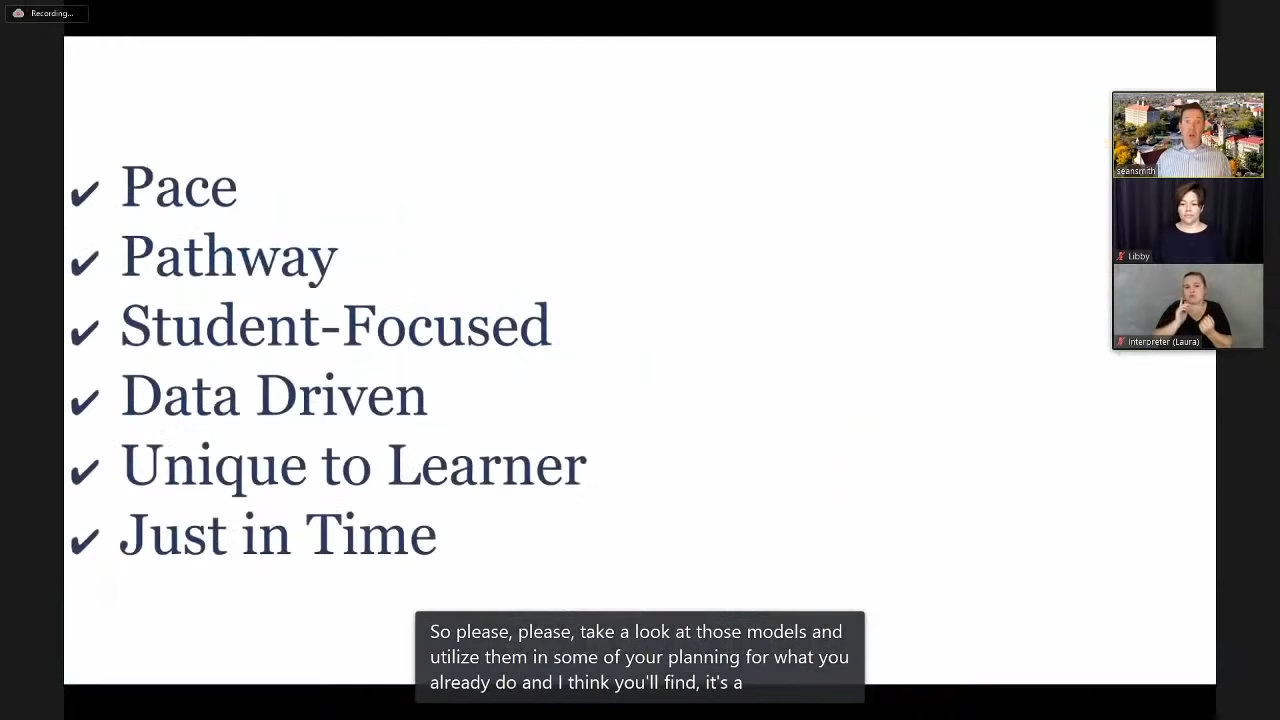 Recording...
✔ Pace
✔ Pathway
✔ Student-Focused
✔ Data Driven
✔ Unique to Learner
✔ Just in Time
seansmith
Libby
Interpreter (Laura)
So please, please, take a look at those models and
utilize them in some of your planning for what you
already do and I think you'll find, it's a